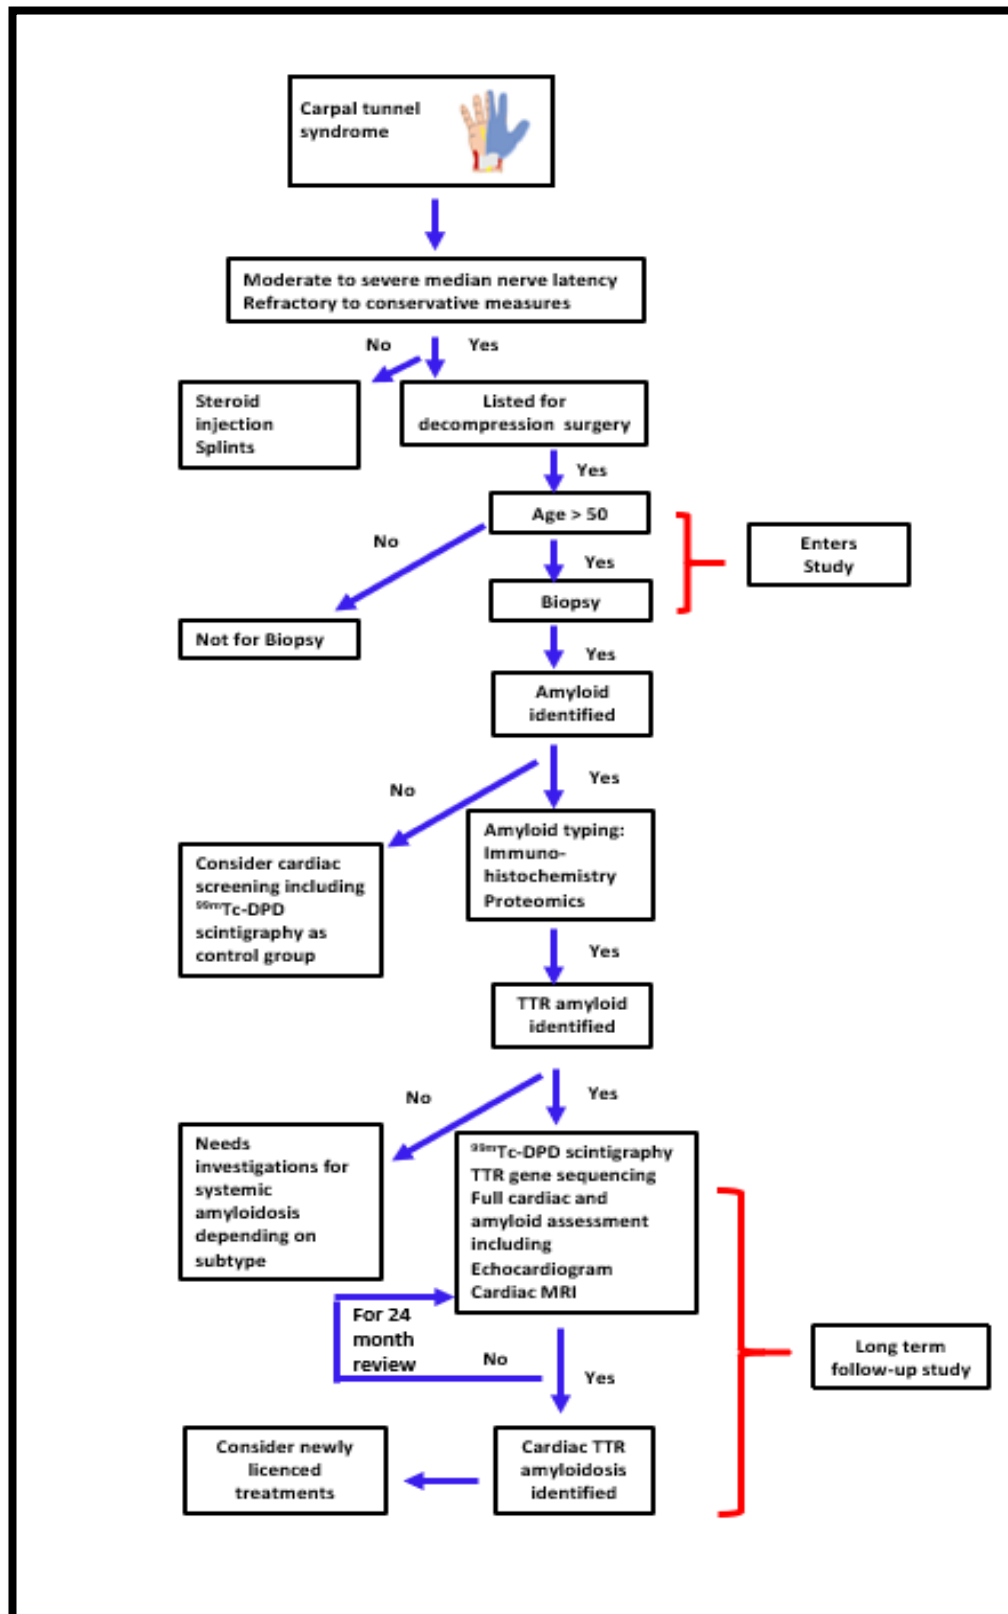 Carpal tunnel
syndrome
Moderate to severe median nerve latency
Refractory to conservative measures
No
Yes
Steroid
injection
Splints
Listed for
decompression surgery
Yes
Age > 50
No
Yes
Enters
Study
Biopsy
Not for Biopsy
Yes
Amyloid
identified
No
Yes
Amyloid typing:
Immuno-
histochemistry
Proteomics
Consider cardiac
screening including
⁹⁹ᵐTc-DPD
scintigraphy as
control group
Yes
TTR amyloid
identified
No
Yes
Needs
investigations for
systemic
amyloidosis
depending on
subtype
⁹⁹ᵐTc-DPD scintigraphy
TTR gene sequencing
Full cardiac and
amyloid assessment
including
Echocardiogram
Cardiac MRI
For 24
month
review
No
Yes
Long term
follow-up study
Consider newly
licenced
treatments
Cardiac TTR
amyloidosis
identified